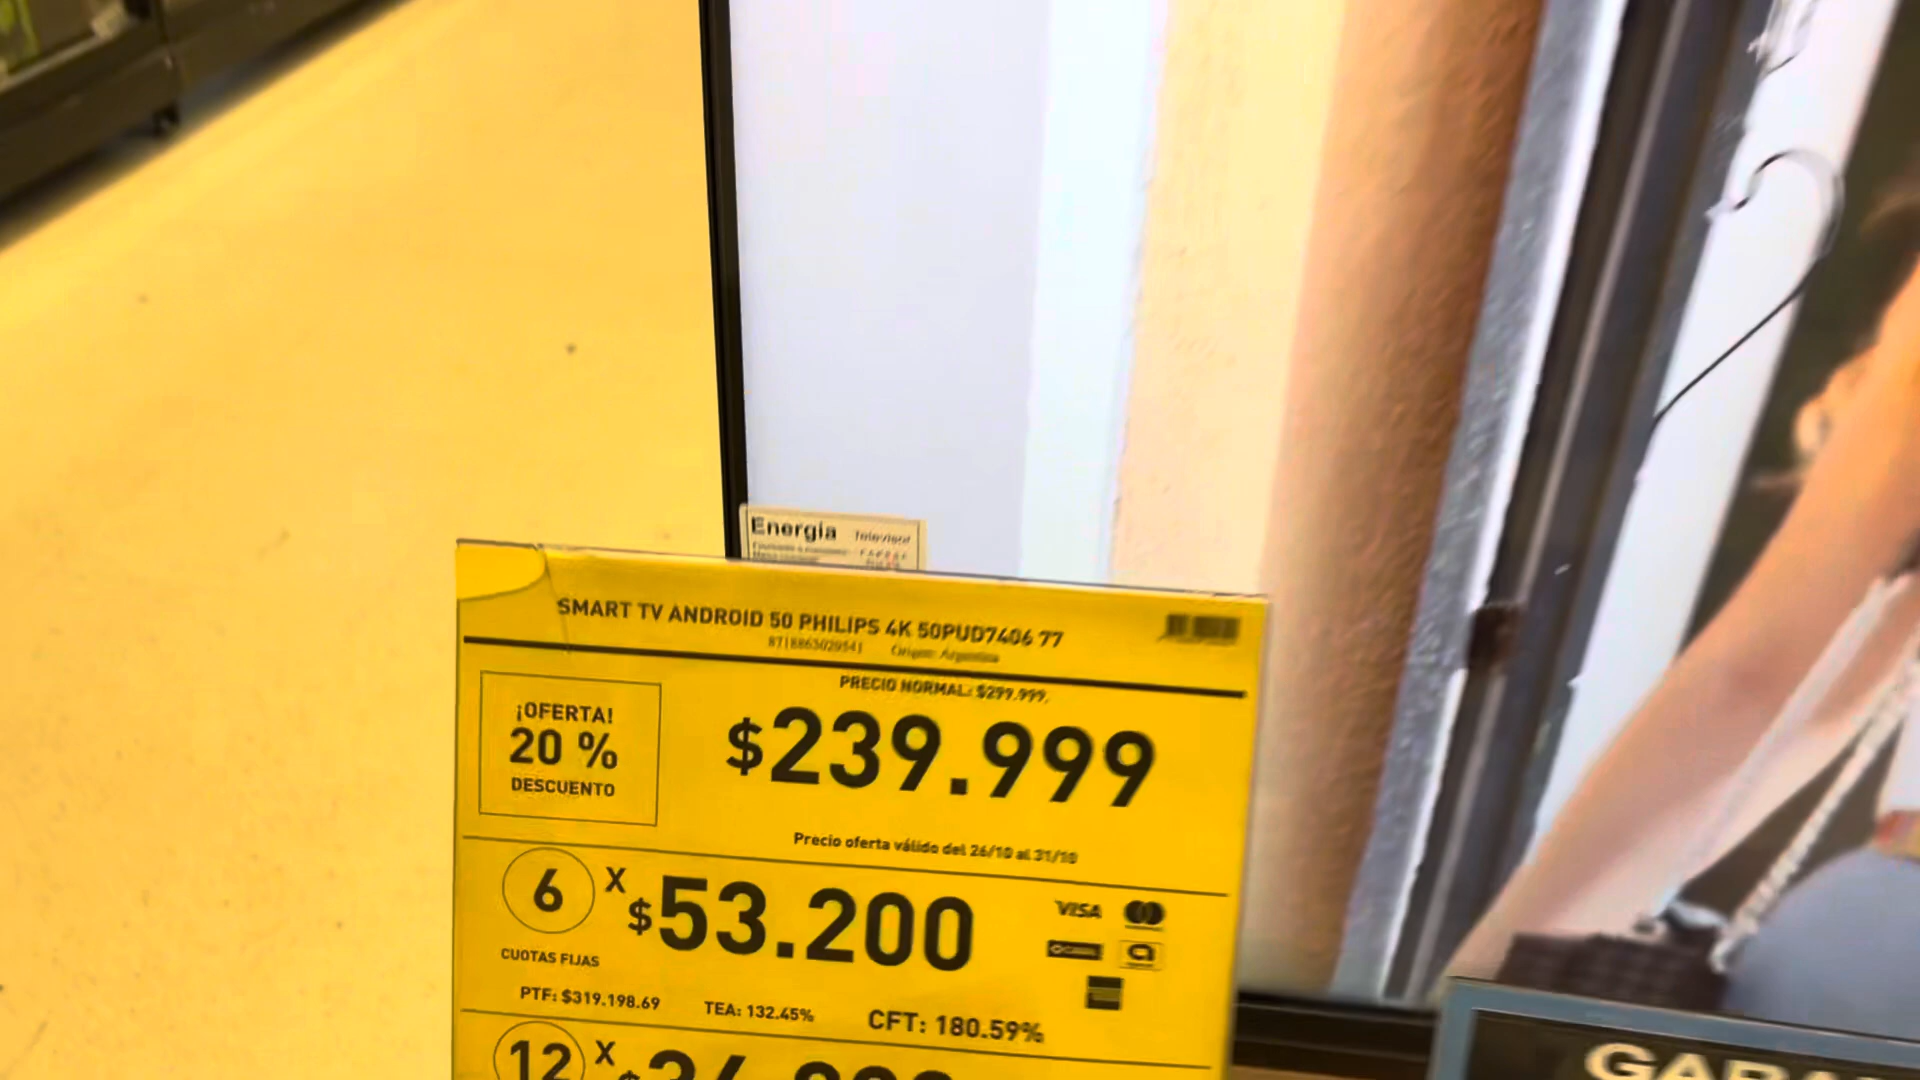 Energía Televisor
SMART TV ANDROID 50 PHILIPS 4K 50PUD7406 77
8718863029541 Origen: Argentina
PRECIO NORMAL: $299.999.
¡OFERTA!
20 %
DESCUENTO
$239.999
Precio oferta válido del 26/10 al 31/10
6 X $53.200
CUOTAS FIJAS
VISA
PTF: $319.198.69 TEA: 132.45% CFT: 180.59%
12 X